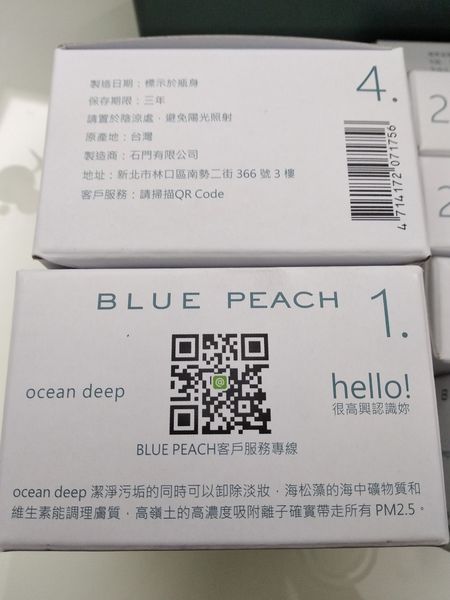 製造日期：標示於瓶身
保存期限：三年
請置於陰涼處，避免陽光照射
原產地：台灣
製造商：石門有限公司
地址：新北市林口區南勢二街 366 號 3 樓
客戶服務：請掃描QR Code
4.
4 714172 071756
2
2
BLUE PEACH
1.
ocean deep
hello!
很高興認識妳
BLUE PEACH客戶服務專線
ocean deep 潔淨污垢的同時可以卸除淡妝，海松藻的海中礦物質和
維生素能調理膚質，高嶺土的高濃度吸附離子確實帶走所有 PM2.5。